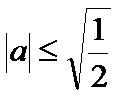 |a| ≤ √(1/2)